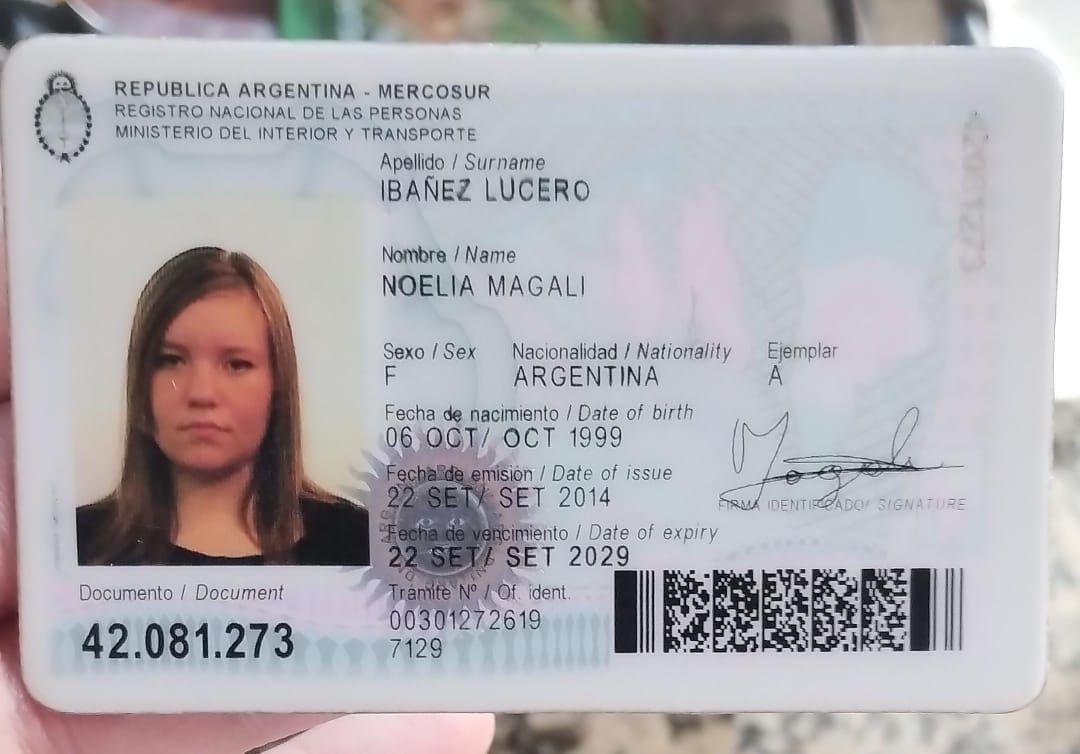 REPUBLICA ARGENTINA - MERCOSUR
REGISTRO NACIONAL DE LAS PERSONAS
MINISTERIO DEL INTERIOR Y TRANSPORTE
Apellido / Surname
IBAÑEZ LUCERO
Nombre / Name
NOELIA MAGALI
Sexo / Sex Nacionalidad / Nationality Ejemplar
F ARGENTINA A
Fecha de nacimiento / Date of birth
06 OCT/ OCT 1999
Fecha de emisión / Date of issue
22 SET/ SET 2014
FIRMA IDENTIFICADO/ SIGNATURE
Fecha de vencimiento / Date of expiry
22 SET/ SET 2029
Documento / Document
42.081.273
Trámite Nº / Of. ident.
00301272619
7129